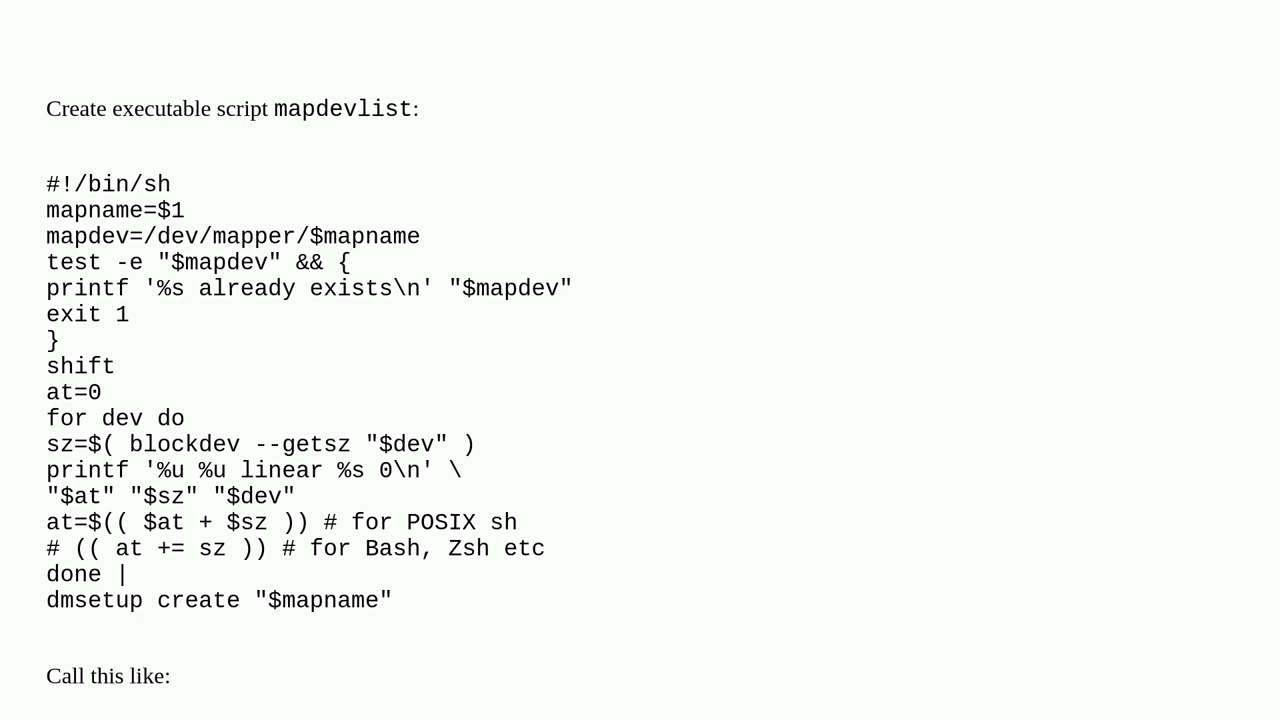 Create executable script mapdevlist:
#!/bin/sh
mapname=$1
mapdev=/dev/mapper/$mapname
test -e "$mapdev" && {
printf '%s already exists\n' "$mapdev"
exit 1
}
shift
at=0
for dev do
sz=$( blockdev --getsz "$dev" )
printf '%u %u linear %s 0\n' \
"$at" "$sz" "$dev"
at=$(( $at + $sz )) # for POSIX sh
# (( at += sz )) # for Bash, Zsh etc
done |
dmsetup create "$mapname"
Call this like: